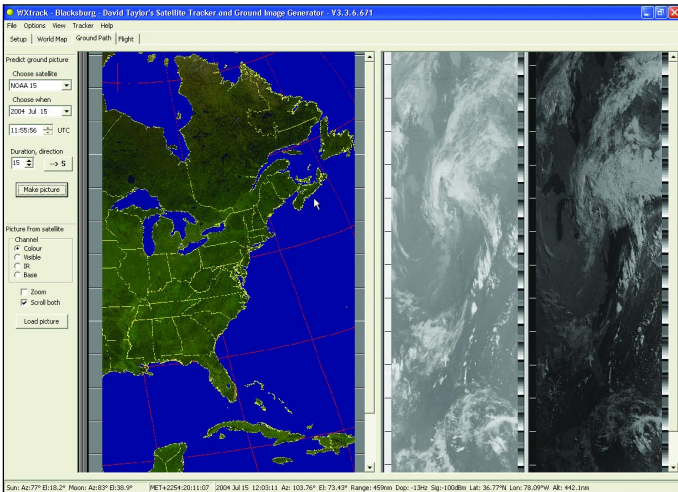 WXtrack - Blacksburg - David Taylor's Satellite Tracker and Ground Image Generator - V3.3.6.671
File Options View Tracker Help
Setup World Map Ground Path Flight
Predict ground picture
Choose satellite
NOAA 15
Choose when
2004 Jul 15
11:55:56 UTC
Duration, direction
15 --> S
Make picture
Picture from satellite
Channel
Colour
Visible
IR
Base
Zoom
Scroll both
Load picture
Sun: Az:77° El:18.2° Moon: Az:83° El:38.9° MET+2254:20:11:07 2004 Jul 15 12:03:11 Az: 103.76° El: 73.43° Range: 459nm Dop: -13Hz Sig:-100dBm Lat: 36.77°N Lon: 78.09°W Alt: 442.1nm